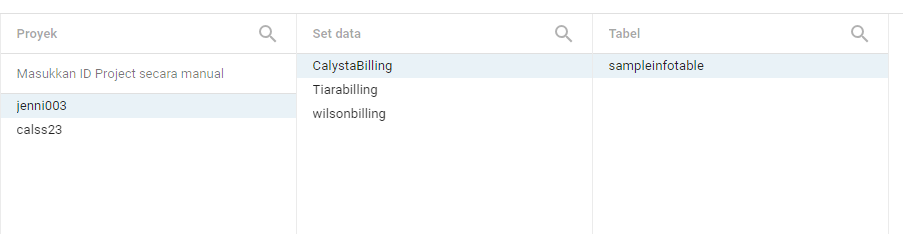 Proyek
Masukkan ID Project secara manual
jenni003
calss23
Set data
CalystaBilling
Tiarabilling
wilsonbilling
Tabel
sampleinfotable